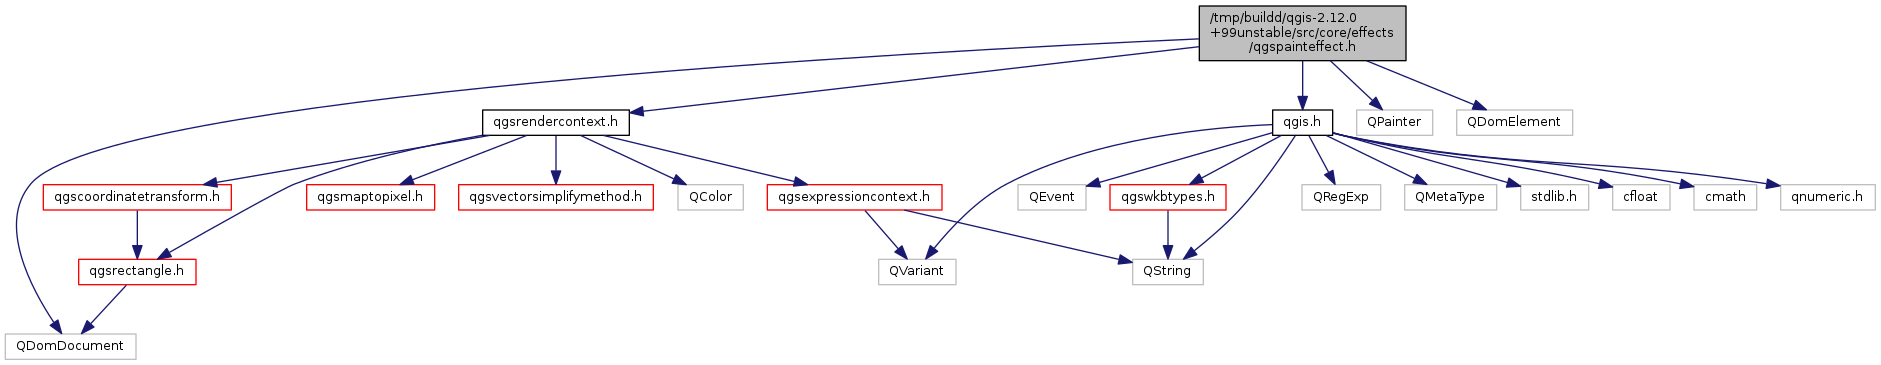 /tmp/buildd/qgis-2.12.0
+99unstable/src/core/effects
/qgspainteffect.h
qgsrendercontext.h
qgis.h
QPainter
QDomElement
qgscoordinatetransform.h
qgsmaptopixel.h
qgsvectorsimplifymethod.h
QColor
qgsexpressioncontext.h
QEvent
qgswkbtypes.h
QRegExp
QMetaType
stdlib.h
cfloat
cmath
qnumeric.h
qgsrectangle.h
QVariant
QString
QDomDocument